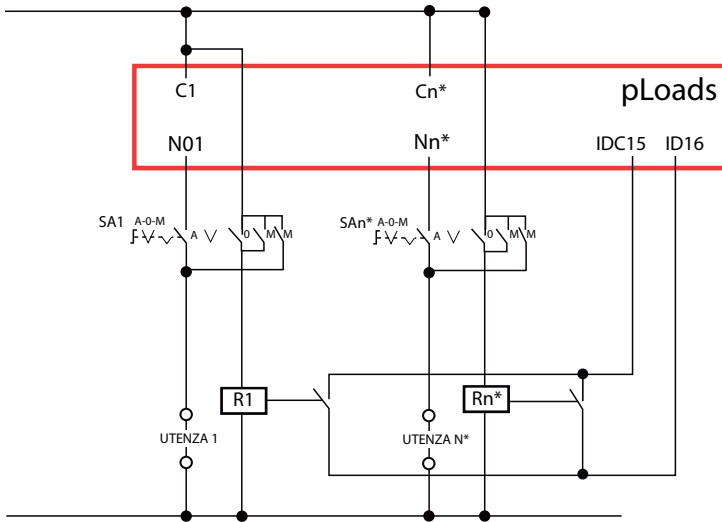 C1
Cn*
pLoads
N01
Nn*
IDC15
ID16
SA1
A-0-M
A
0
M
M
SAn*
A-0-M
A
0
M
M
R1
Rn*
UTENZA 1
UTENZA N*